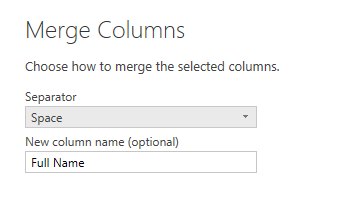 Merge Columns
Choose how to merge the selected columns.
Separator
Space
New column name (optional)
Full Name